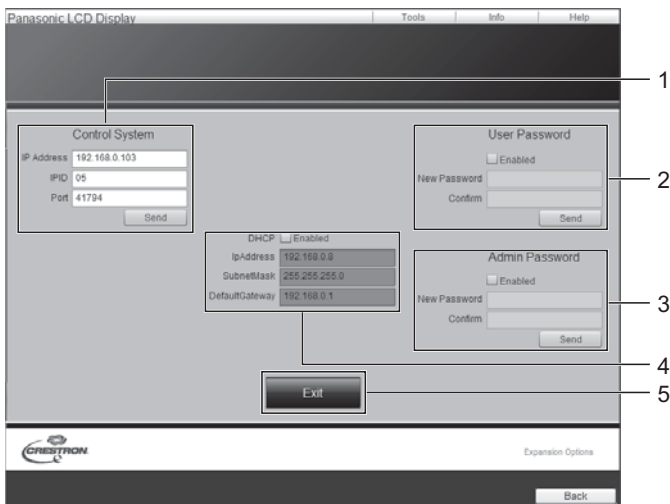 Panasonic LCD Display
Tools Info Help
1
Control System
IP Address 192.168.0.103
IPID 05
Port 41794
Send
User Password
Enabled
New Password
Confirm
Send
2
DHCP Enabled
IpAddress 192.168.0.8
SubnetMask 255.255.255.0
DefaultGateway 192.168.0.1
Admin Password
Enabled
New Password
Confirm
Send
3
4
Exit
5
CRESTRON
Expansion Options
Back